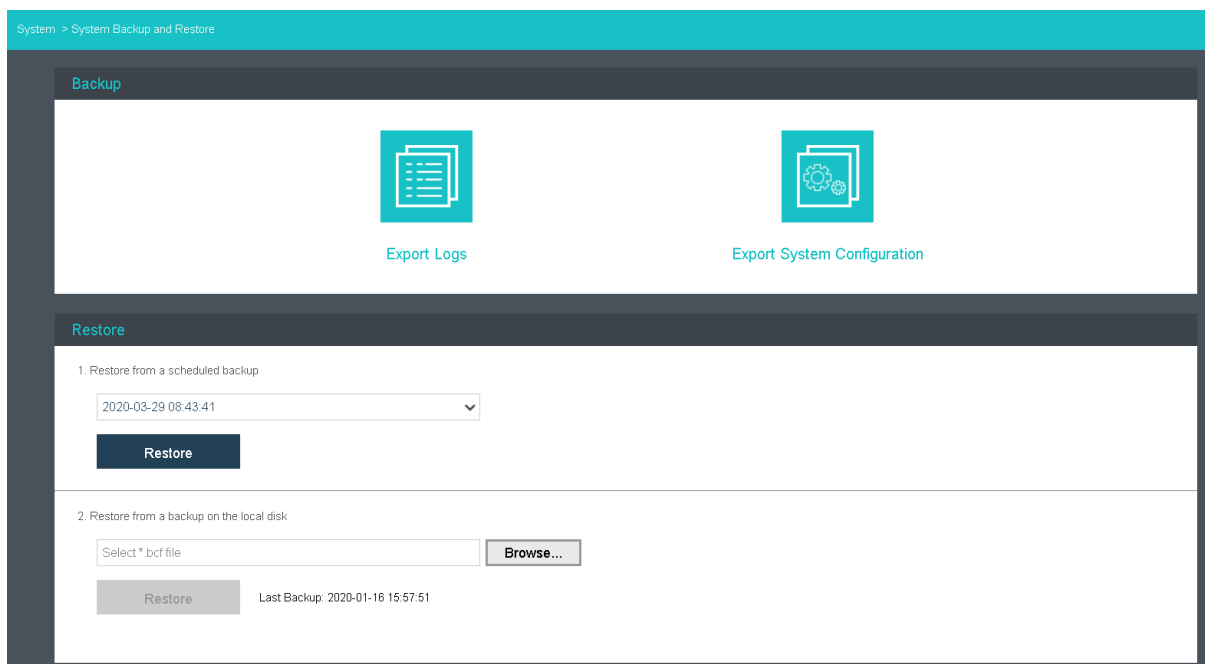 System > System Backup and Restore
Backup
Export Logs
Export System Configuration
Restore
1. Restore from a scheduled backup
2020-03-29 08:43:41
Restore
2. Restore from a backup on the local disk
Select *.bcf file
Browse...
Restore
Last Backup: 2020-01-16 15:57:51